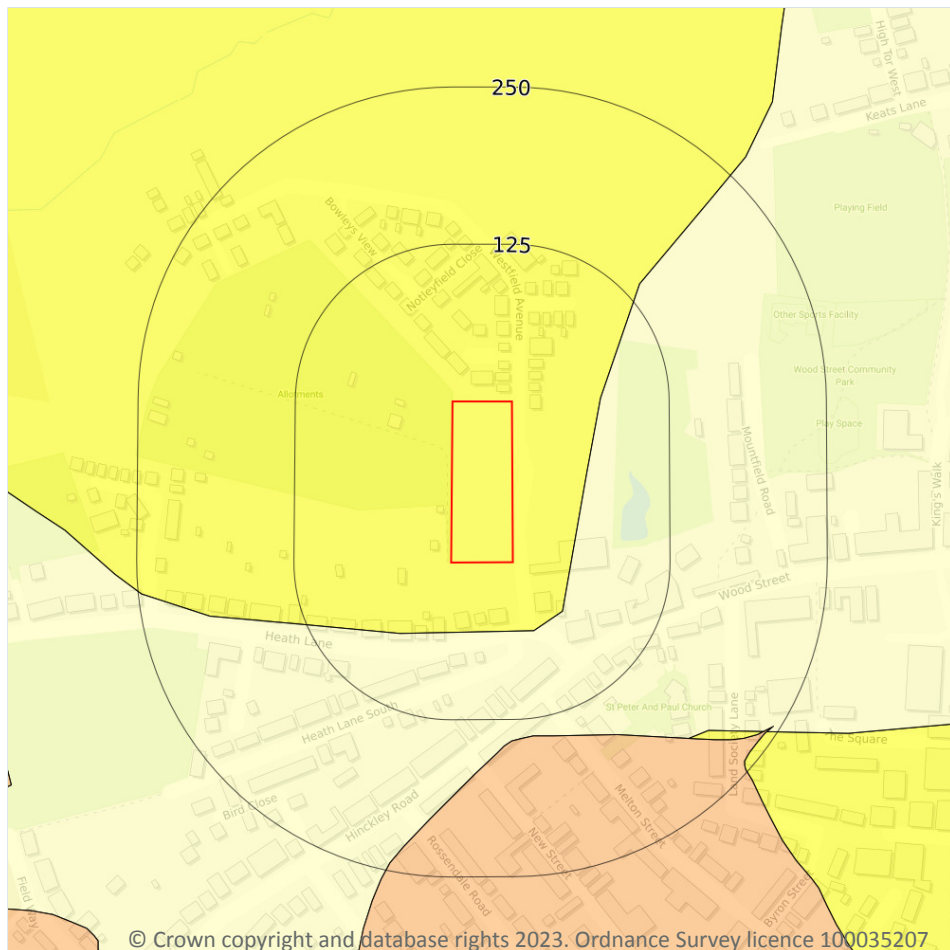 High Tor West
250
Keats Lane
Playing Field
Bowleys View
125
Notleyfield Close
Westfield Avenue
Other Sports Facility
Wood Street Community
Park
Allotments
Play Space
Mountfield Road
King's Walk
Wood Street
Heath Lane
St Peter And Paul Church
Heath Lane South
Land Society Lane
The Square
Bird Close
Hinckley Road
Melton Street
New Street
Rossendale Road
Byron Street
Field Way
© Crown copyright and database rights 2023. Ordnance Survey licence 100035207